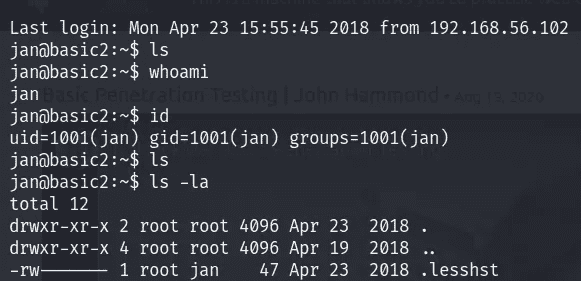 Last login: Mon Apr 23 15:55:45 2018 from 192.168.56.102
jan@basic2:~$ ls
jan@basic2:~$ whoami
jan
Basic Penetration Testing | John Hammond • Aug 13, 2020
jan@basic2:~$ id
uid=1001(jan) gid=1001(jan) groups=1001(jan)
jan@basic2:~$ ls
jan@basic2:~$ ls -la
total 12
drwxr-xr-x 2 root root 4096 Apr 23  2018 .
drwxr-xr-x 4 root root 4096 Apr 19  2018 ..
-rw------- 1 root jan    47 Apr 23  2018 .lesshst